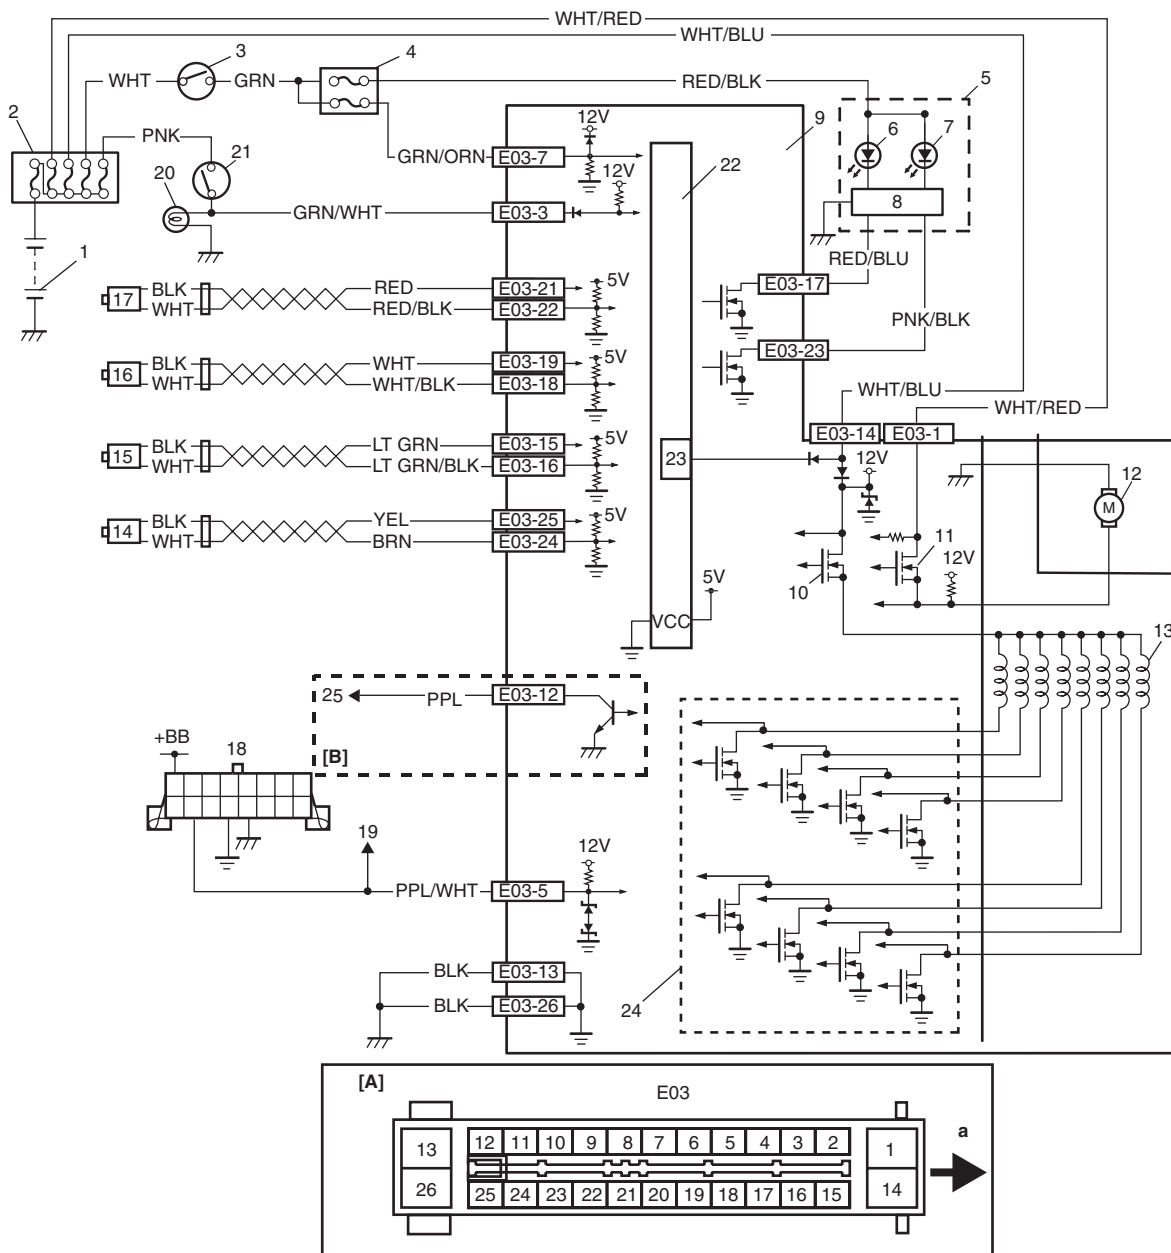 WHT/RED
WHT/BLU
3
4
WHT
GRN
RED/BLK
5
2
PNK
12V
9
6
7
21
GRN/ORN
E03-7
12V
22
20
GRN/WHT
E03-3
8
1
RED/BLU
17
BLK
RED
E03-21
5V
E03-17
WHT
RED/BLK
E03-22
PNK/BLK
16
BLK
WHT
E03-19
5V
E03-23
WHT
WHT/BLK
E03-18
WHT/BLU
WHT/RED
15
BLK
LT GRN
E03-15
5V
E03-14
E03-1
WHT
LT GRN/BLK
E03-16
23
12V
12
M
14
BLK
YEL
E03-25
5V
WHT
BRN
E03-24
11
12V
10
5V
VCC
13
25
PPL
E03-12
+BB
18
[B]
19
12V
PPL/WHT
E03-5
BLK
E03-13
BLK
E03-26
24
[A]
E03
a
13
12 11 10 9 8 7 6 5 4 3 2
1
26
25 24 23 22 21 20 19 18 17 16 15
14